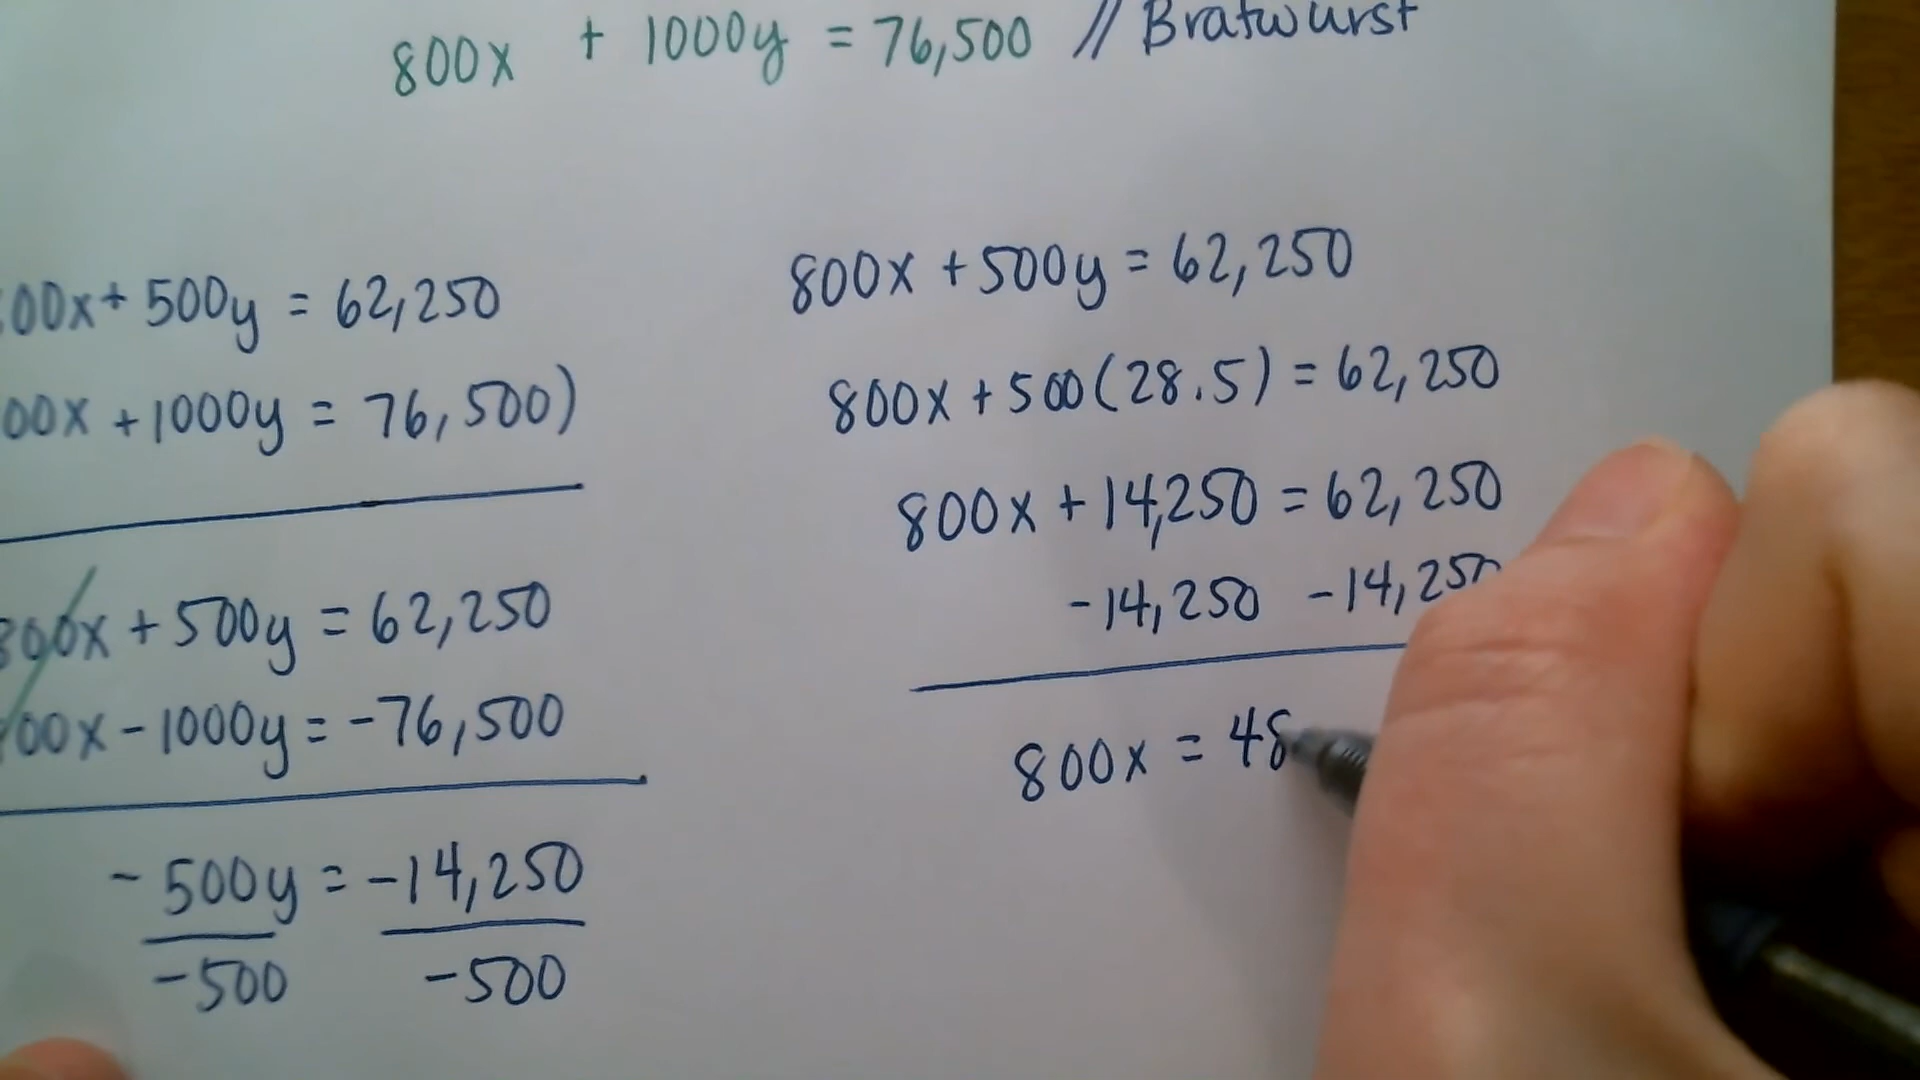 800x + 1000y = 76,500 // Bratwurst
00x + 500y = 62,250
00x + 1000y = 76,500)
800x + 500y = 62,250
00x - 1000y = -76,500
- 500y = -14,250
-500 -500
800x + 500y = 62,250
800x + 500(28.5) = 62,250
800x + 14,250 = 62,250
-14,250 -14,250
800x = 48